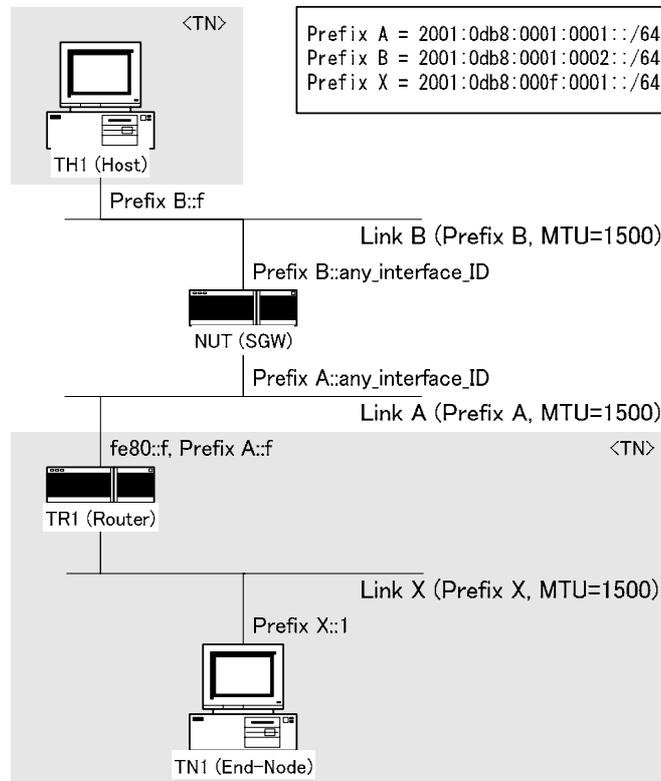 <TN>
Prefix A = 2001:0db8:0001:0001::/64
Prefix B = 2001:0db8:0001:0002::/64
Prefix X = 2001:0db8:000f:0001::/64
TH1 (Host)
Prefix B::f
Link B (Prefix B, MTU=1500)
Prefix B::any_interface_ID
NUT (SGW)
Prefix A::any_interface_ID
Link A (Prefix A, MTU=1500)
fe80::f, Prefix A::f
<TN>
TR1 (Router)
Link X (Prefix X, MTU=1500)
Prefix X::1
TN1 (End-Node)